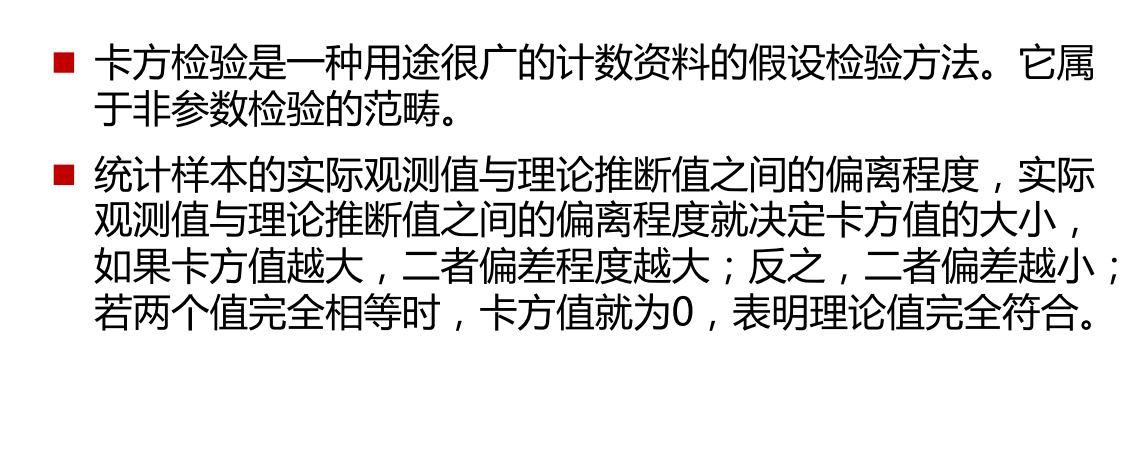 卡方检验是一种用途很广的计数资料的假设检验方法。它属
于非参数检验的范畴。
统计样本的实际观测值与理论推断值之间的偏离程度，实际
观测值与理论推断值之间的偏离程度就决定卡方值的大小，
如果卡方值越大，二者偏差程度越大；反之，二者偏差越小；
若两个值完全相等时，卡方值就为0，表明理论值完全符合。